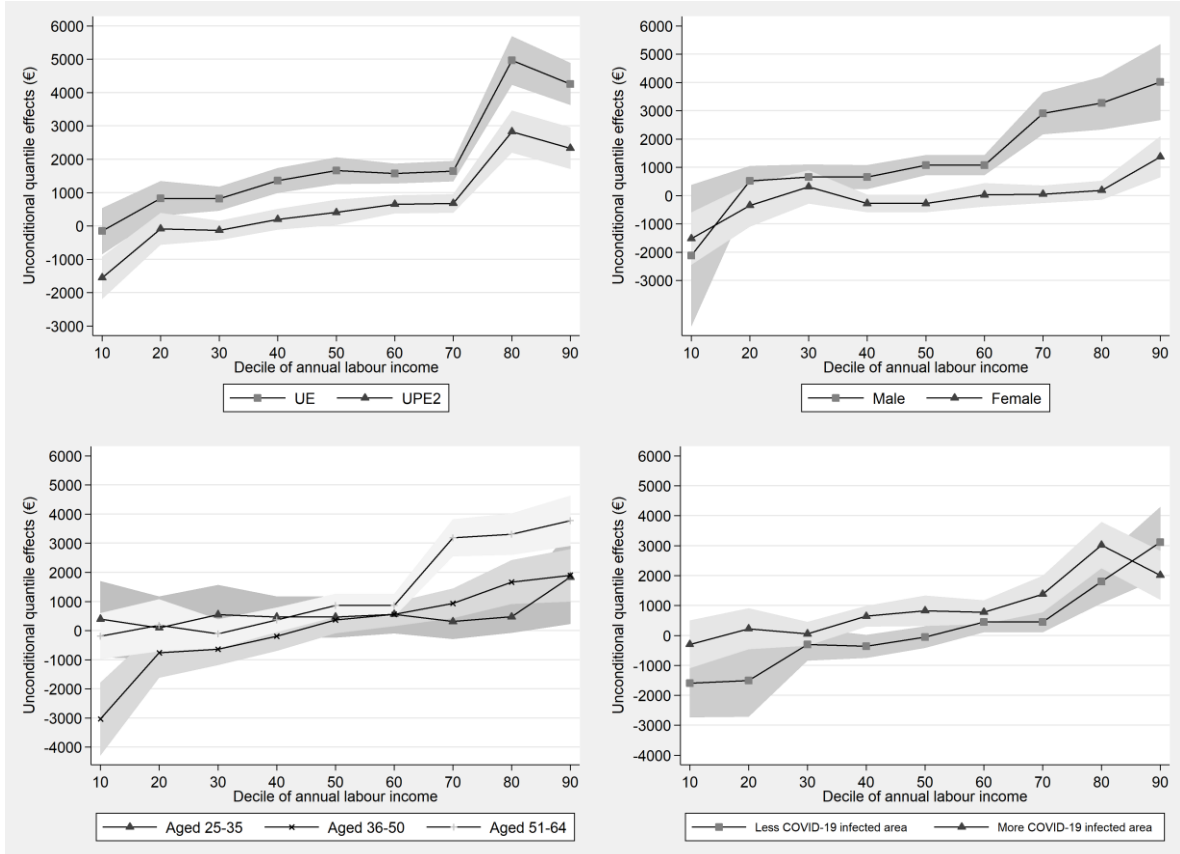 Unconditional quantile effects (€)
6000
5000
4000
3000
2000
1000
0
-1000
-2000
-3000
10 20 30 40 50 60 70 80 90
Decile of annual labour income
UE UPE2
Unconditional quantile effects (€)
6000
5000
4000
3000
2000
1000
0
-1000
-2000
-3000
10 20 30 40 50 60 70 80 90
Decile of annual labour income
Male Female
Unconditional quantile effects (€)
6000
5000
4000
3000
2000
1000
0
-1000
-2000
-3000
-4000
10 20 30 40 50 60 70 80 90
Decile of annual labour income
Aged 25-35 Aged 36-50 Aged 51-64
Unconditional quantile effects (€)
6000
5000
4000
3000
2000
1000
0
-1000
-2000
-3000
-4000
10 20 30 40 50 60 70 80 90
Decile of annual labour income
Less COVID-19 infected area More COVID-19 infected area